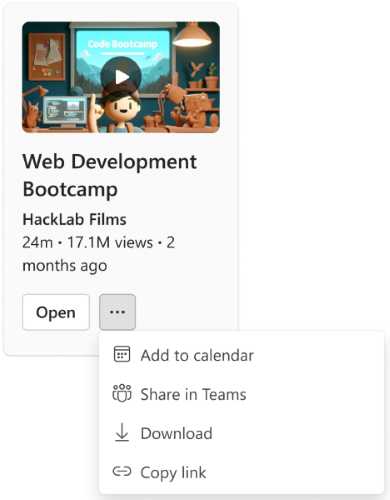 Code Bootcamp
Web Development
Bootcamp
HackLab Films
24m • 17.1M views • 2
months ago
Open
...
Add to calendar
Share in Teams
Download
Copy link